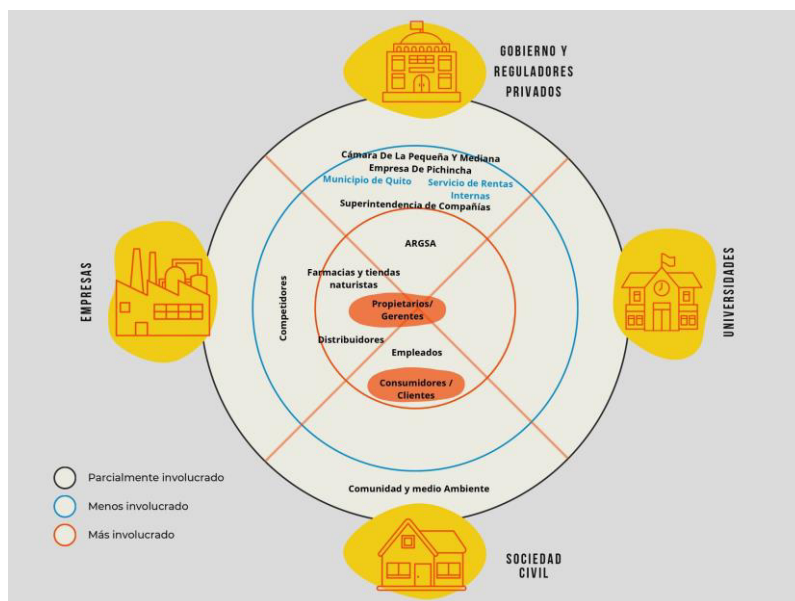 GOBIERNO Y
REGULADORES
PRIVADOS
Cámara De La Pequeña Y Mediana
Empresa De Pichincha
Municipio de Quito
Servicio de Rentas
Internas
Superintendencia de Compañías
ARGSA
EMPRESAS
Competidores
Farmacias y tiendas
naturistas
Propietarios/
Gerentes
Distribuidores
Empleados
Consumidores /
Clientes
UNIVERSIDADES
Parcialmente involucrado
Menos involucrado
Más involucrado
Comunidad y medio Ambiente
SOCIEDAD
CIVIL